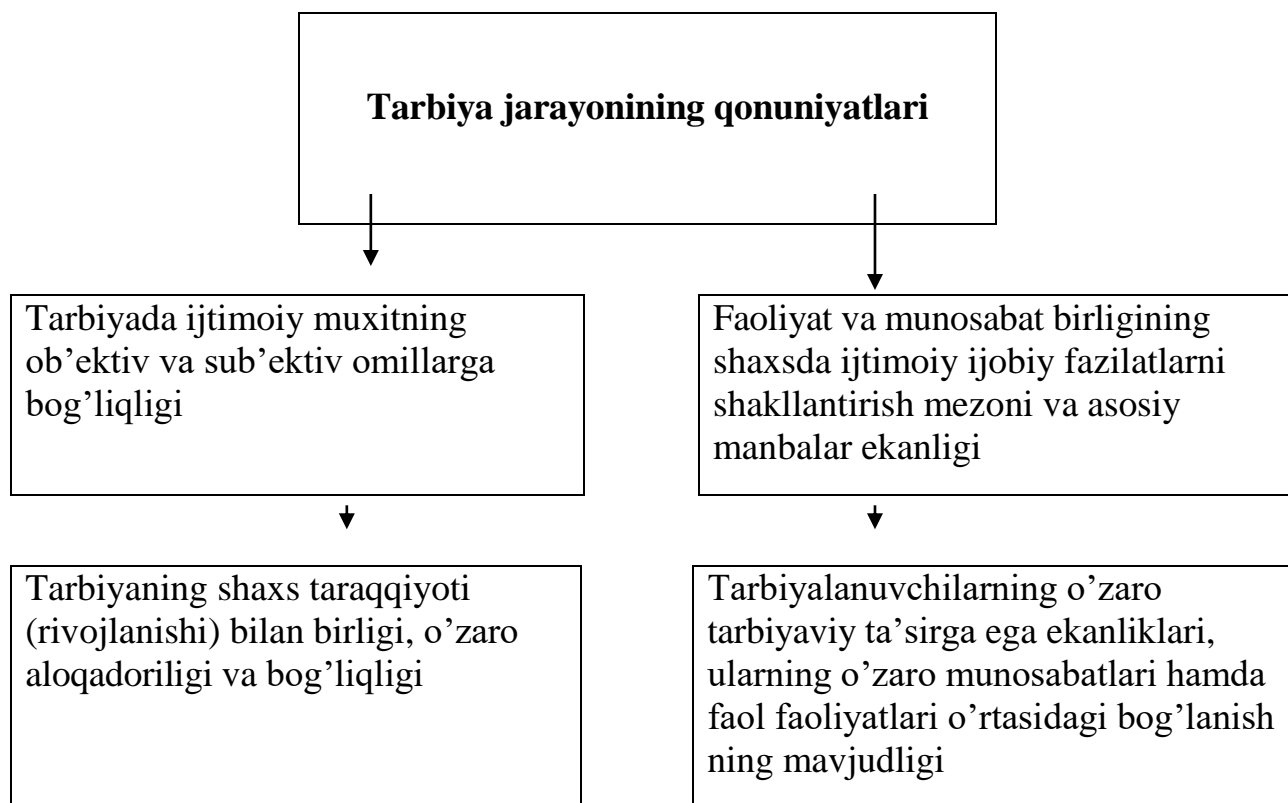 Tarbiya jarayonining qonuniyatlari
Tarbiyada ijtimoiy muxitning
ob’ektiv va sub’ektiv omillarga
bog’liqligi
Faoliyat va munosabat birligining
shaxsda ijtimoiy ijobiy fazilatlarni
shakllantirish mezoni va asosiy
manbalar ekanligi
Tarbiyaning shaxs taraqqiyoti
(rivojlanishi) bilan birligi, o’zaro
aloqadoriligi va bog’liqligi
Tarbiyalanuvchilarning o’zaro
tarbiyaviy ta’sirga ega ekanliklari,
ularning o’zaro munosabatlari hamda
faol faoliyatlari o’rtasidagi bog’lanish
ning mavjudligi